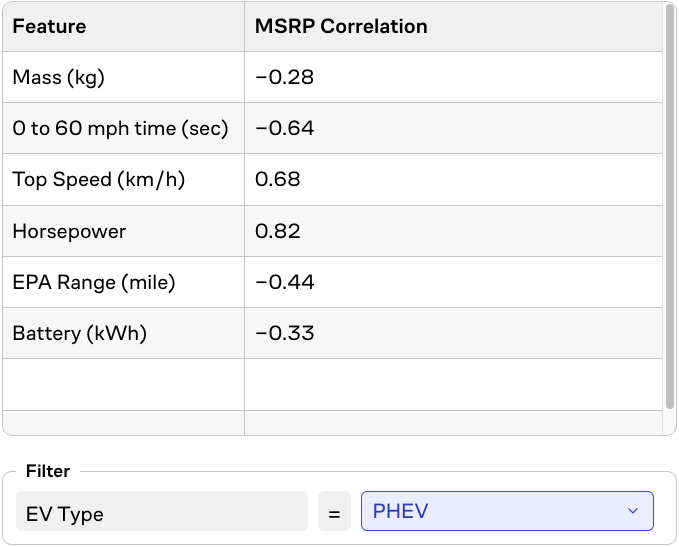 Feature MSRP Correlation
Mass (kg) −0.28
0 to 60 mph time (sec) −0.64
Top Speed (km/h) 0.68
Horsepower 0.82
EPA Range (mile) −0.44
Battery (kWh) −0.33
Filter
EV Type = PHEV